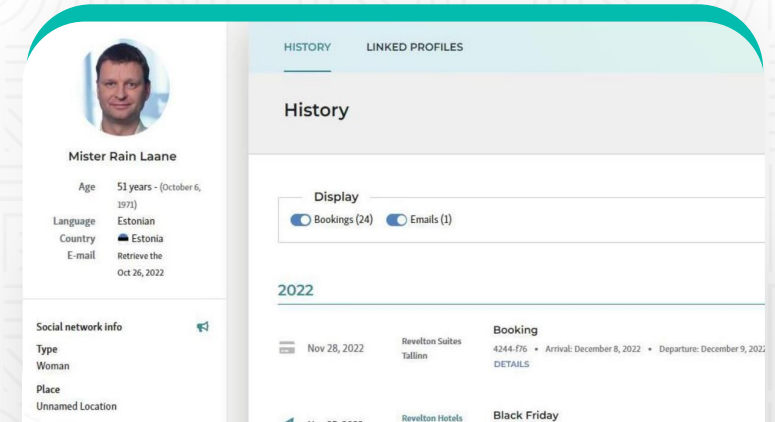 HISTORY LINKED PROFILES
History
Mister Rain Laane
Age 51 years - (October 6,
1971)
Language Estonian
Country Estonia
E-mail Retrieve the
Oct 26, 2022
Social network info
Type
Woman
Place
Unnamed Location
Display
Bookings (24) Emails (1)
2022
Nov 28, 2022
Revelton Suites
Tallinn
Booking
4244-f76 • Arrival: December 8, 2022 • Departure: December 9, 2022
DETAILS
Revelton Hotels
Black Friday